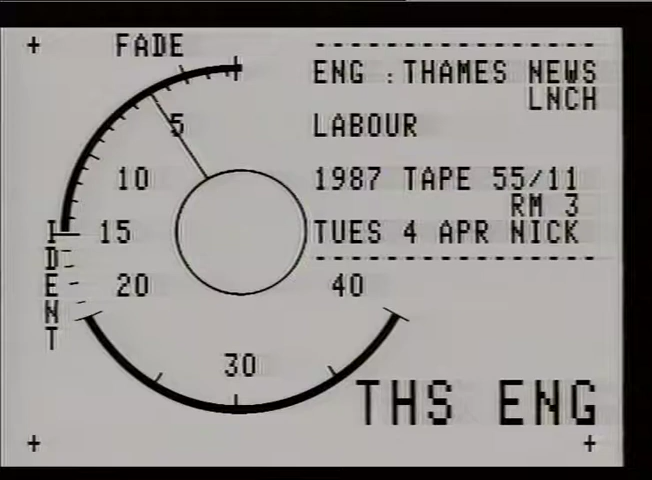 FADE
ENG : THAMES NEWS
LNCH
LABOUR
5
10
1987 TAPE 55/11
RM 3
IDENT
15
TUES 4 APR NICK
20
40
30
THS ENG